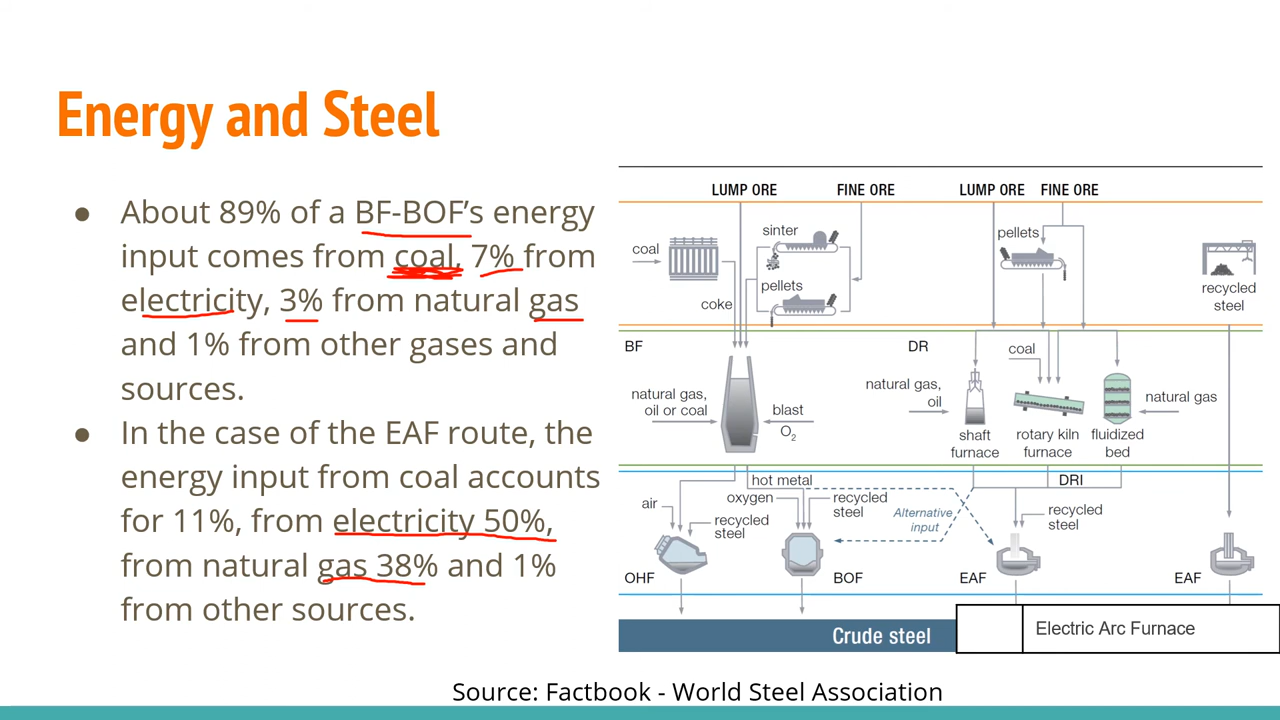 Energy and Steel
● About 89% of a BF-BOF's energy
input comes from coal, 7% from
electricity, 3% from natural gas
and 1% from other gases and
sources.
● In the case of the EAF route, the
energy input from coal accounts
for 11%, from electricity 50%,
from natural gas 38% and 1%
from other sources.
LUMP ORE
FINE ORE
LUMP ORE
FINE ORE
coal
sinter
pellets
coke
pellets
recycled
steel
BF
natural gas,
oil or coal
blast
O₂
DR
natural gas,
oil
coal
natural gas
shaft
furnace
rotary kiln
furnace
fluidized
bed
hot metal
DRI
air
recycled
steel
oxygen
recycled
steel
Alternative
input
recycled
steel
OHF
BOF
EAF
EAF
Crude steel
Electric Arc Furnace
Source: Factbook - World Steel Association